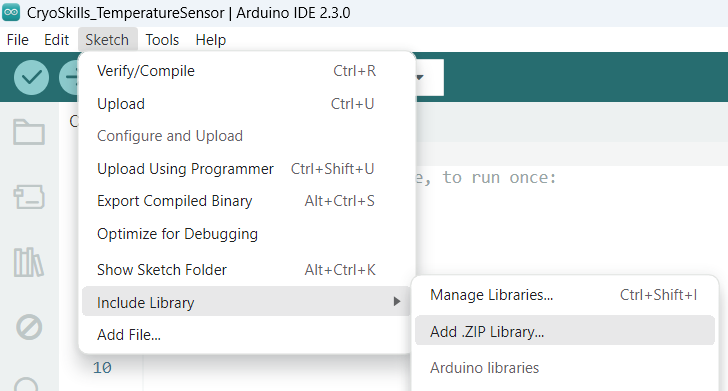 CryoSkills_TemperatureSensor | Arduino IDE 2.3.0
File Edit Sketch Tools Help
Verify/Compile Ctrl+R
Upload Ctrl+U
Configure and Upload
Upload Using Programmer Ctrl+Shift+U
e, to run once:
Export Compiled Binary Alt+Ctrl+S
Optimize for Debugging
Show Sketch Folder Alt+Ctrl+K
Include Library
Add File...
Manage Libraries... Ctrl+Shift+I
Add .ZIP Library...
Arduino libraries
10